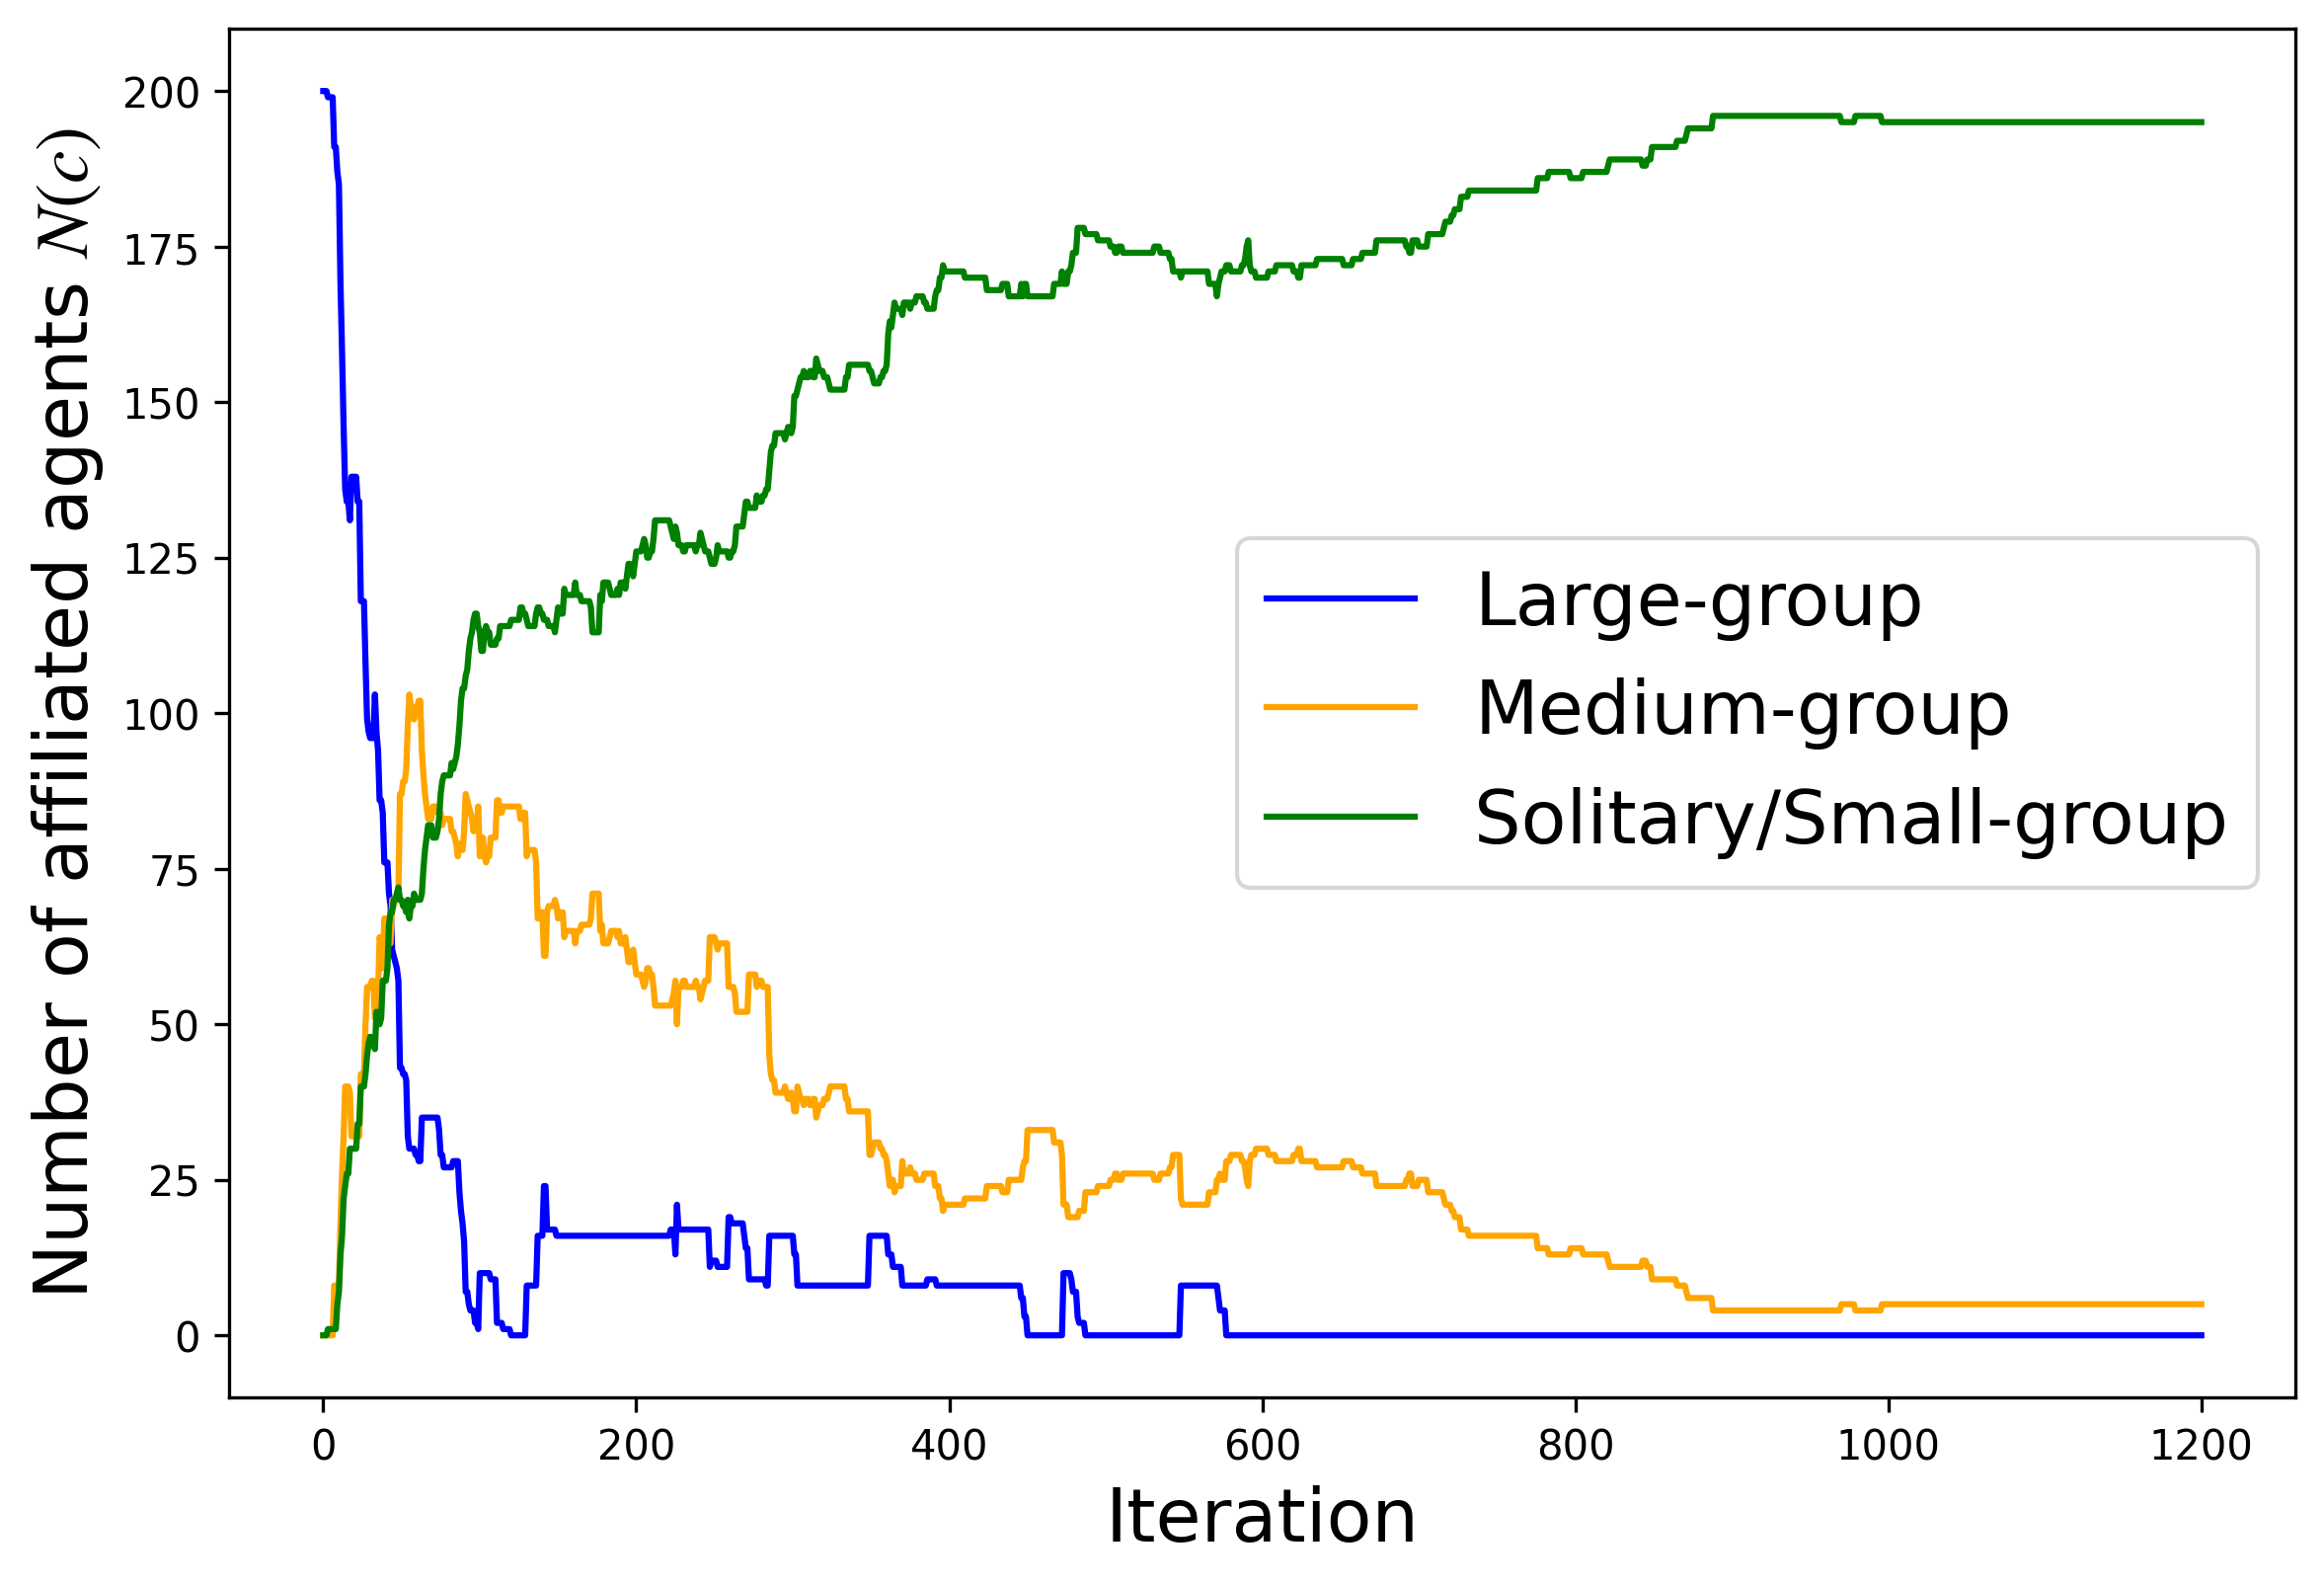 Number of affiliated agents N(c)
200
175
150
125
100
75
50
25
0
Large-group
Medium-group
Solitary/Small-group
0 200 400 600 800 1000 1200
Iteration